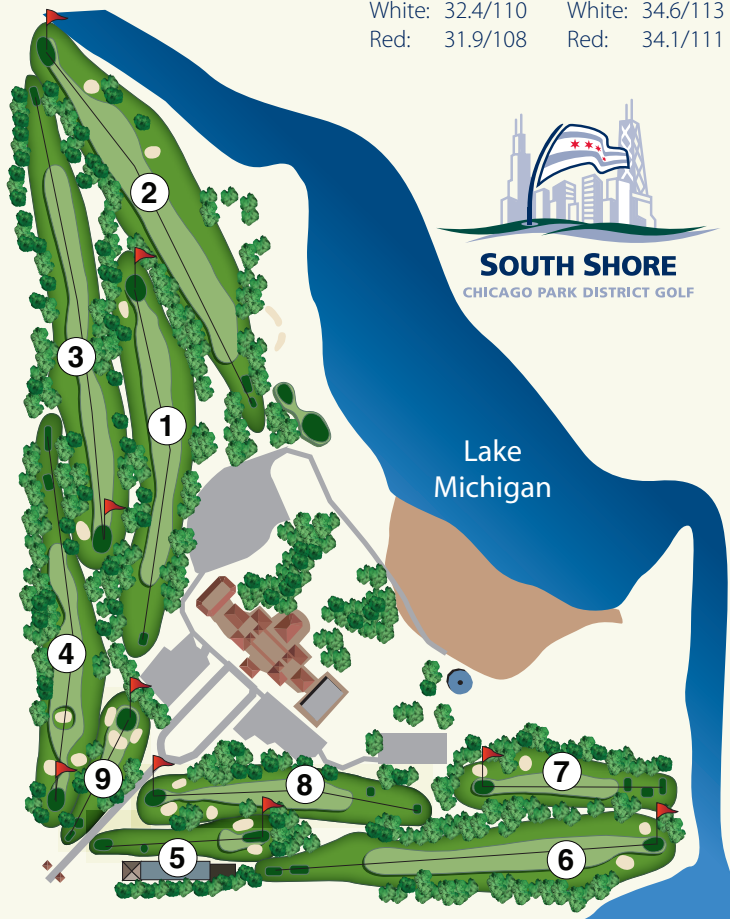 White: 32.4/110 White: 34.6/113
Red: 31.9/108 Red: 34.1/111
SOUTH SHORE
CHICAGO PARK DISTRICT GOLF
2
3
1
Lake
Michigan
4
9
8
7
5
6